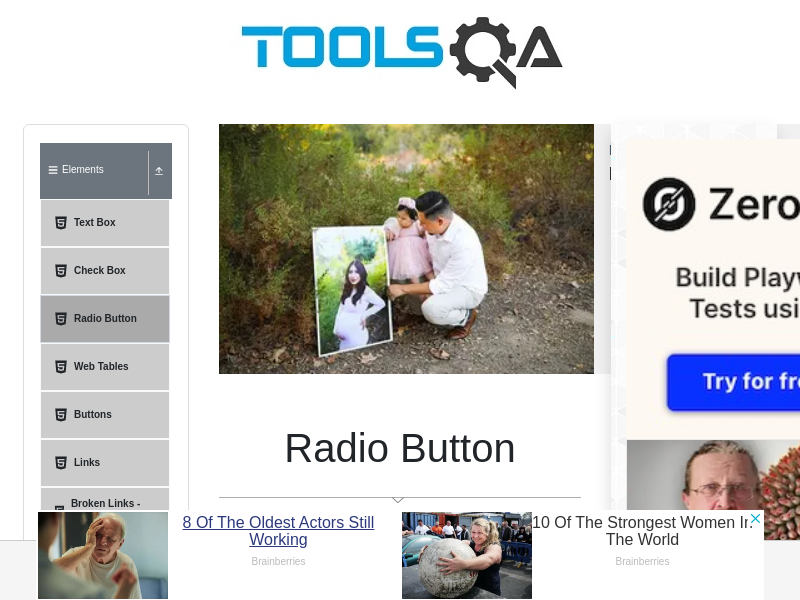 TOOLSQA
Elements
Text Box
Check Box
Radio Button
Web Tables
Buttons
Links
Broken Links -
Radio Button
Zero
Build Playw
Tests usi
Try for fre
8 Of The Oldest Actors Still
Working
Brainberries
10 Of The Strongest Women In
The World
Brainberries